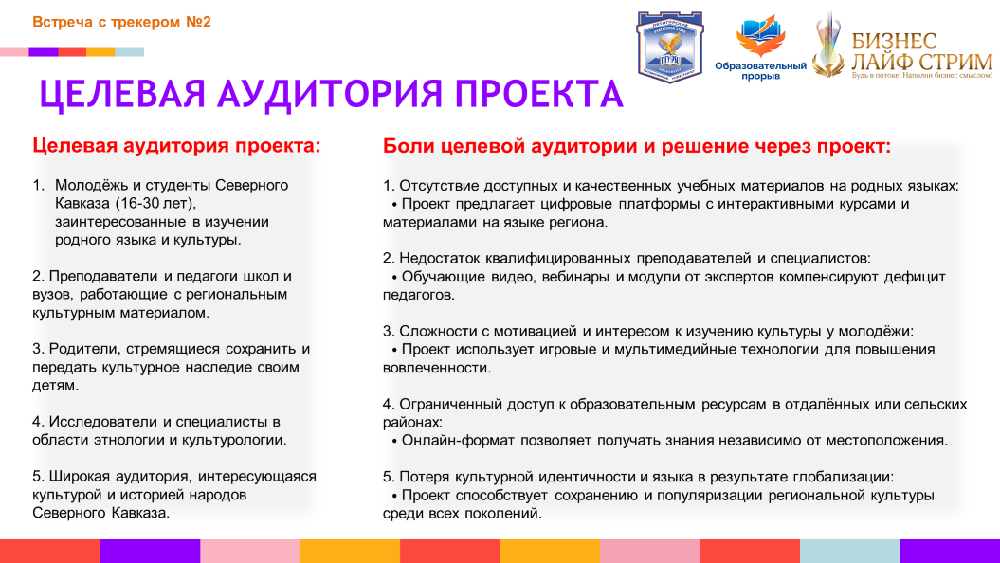 Встреча с трекером №2
Образовательный
прорыв
БИЗНЕС
ЛАЙФ СТРИМ
Будь в потоке! Наполни бизнес смыслом!
ЦЕЛЕВАЯ АУДИТОРИЯ ПРОЕКТА
Целевая аудитория проекта:
1. Молодёжь и студенты Северного
Кавказа (16-30 лет),
заинтересованные в изучении
родного языка и культуры.
2. Преподаватели и педагоги школ и
вузов, работающие с региональным
культурным материалом.
3. Родители, стремящиеся сохранить и
передать культурное наследие своим
детям.
4. Исследователи и специалисты в
области этнологии и культурологии.
5. Широкая аудитория, интересующаяся
культурой и историей народов
Северного Кавказа.
Боли целевой аудитории и решение через проект:
1. Отсутствие доступных и качественных учебных материалов на родных языках:
• Проект предлагает цифровые платформы с интерактивными курсами и
материалами на языке региона.
2. Недостаток квалифицированных преподавателей и специалистов:
• Обучающие видео, вебинары и модули от экспертов компенсируют дефицит
педагогов.
3. Сложности с мотивацией и интересом к изучению культуры у молодёжи:
• Проект использует игровые и мультимедийные технологии для повышения
вовлеченности.
4. Ограниченный доступ к образовательным ресурсам в отдалённых или сельских
районах:
• Онлайн-формат позволяет получать знания независимо от местоположения.
5. Потеря культурной идентичности и языка в результате глобализации:
• Проект способствует сохранению и популяризации региональной культуры
среди всех поколений.